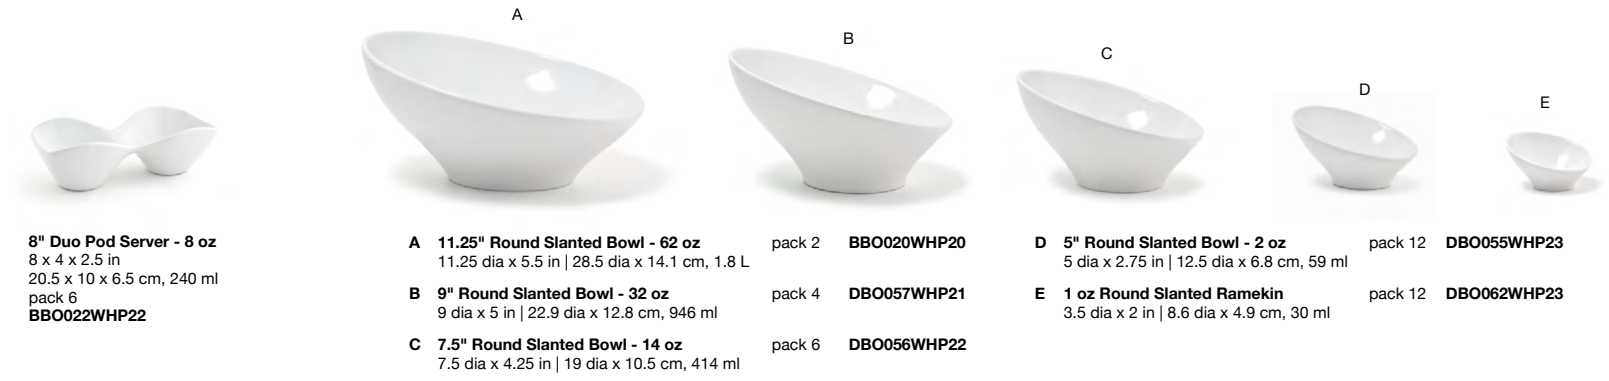 A
B
C
D
E
8" Duo Pod Server - 8 oz
8 x 4 x 2.5 in
20.5 x 10 x 6.5 cm, 240 ml
pack 6
BBO022WHP22
A 11.25" Round Slanted Bowl - 62 oz pack 2 BBO020WHP20
11.25 dia x 5.5 in | 28.5 dia x 14.1 cm, 1.8 L
B 9" Round Slanted Bowl - 32 oz pack 4 DBO057WHP21
9 dia x 5 in | 22.9 dia x 12.8 cm, 946 ml
C 7.5" Round Slanted Bowl - 14 oz pack 6 DBO056WHP22
7.5 dia x 4.25 in | 19 dia x 10.5 cm, 414 ml
D 5" Round Slanted Bowl - 2 oz pack 12 DBO055WHP23
5 dia x 2.75 in | 12.5 dia x 6.8 cm, 59 ml
E 1 oz Round Slanted Ramekin pack 12 DBO062WHP23
3.5 dia x 2 in | 8.6 dia x 4.9 cm, 30 ml